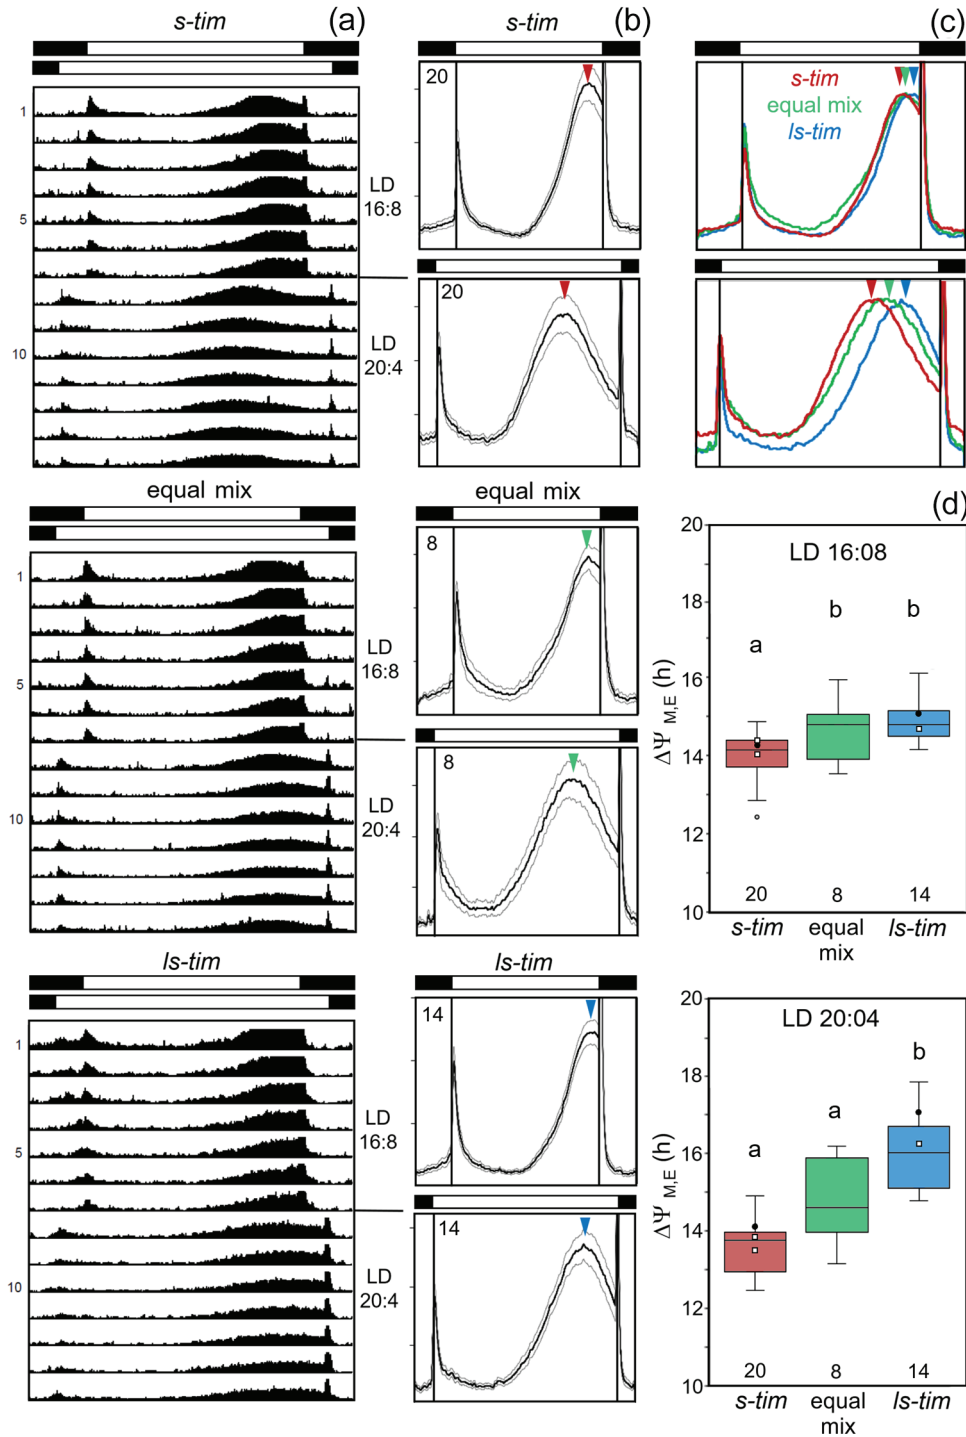 (a)
s-tim
1
5
10
LD
16:8
LD
20:4
equal mix
1
5
10
LD
16:8
LD
20:4
ls-tim
1
5
10
LD
16:8
LD
20:4
(b)
s-tim
20
20
equal mix
8
8
ls-tim
14
14
(c)
s-tim
equal mix
ls-tim
(d)
LD 16:08
ΔΨ M,E (h)
20
18
16
14
12
10
a
b
b
20
8
14
s-tim
equal
mix
ls-tim
LD 20:04
ΔΨ M,E (h)
20
18
16
14
12
10
a
a
b
20
8
14
s-tim
equal
mix
ls-tim